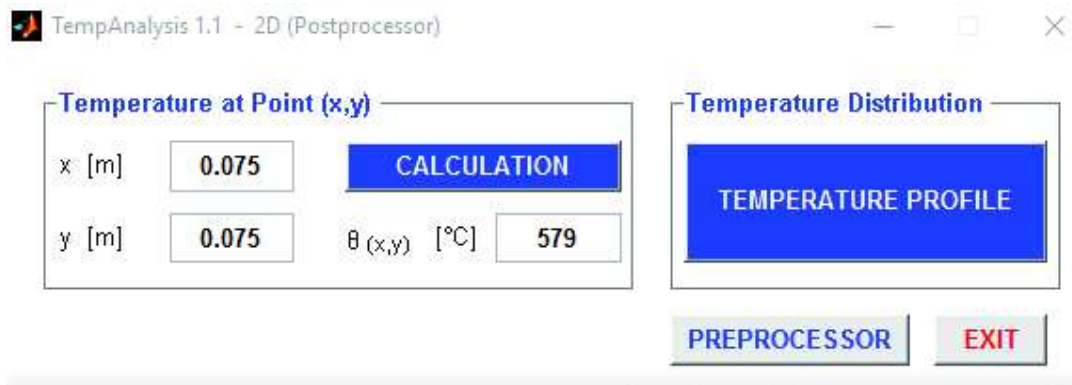 TempAnalysis 1.1 - 2D (Postprocessor)
Temperature at Point (x,y)
x [m] 0.075 CALCULATION
y [m] 0.075 θ (x,y) [°C] 579
Temperature Distribution
TEMPERATURE PROFILE
PREPROCESSOR EXIT